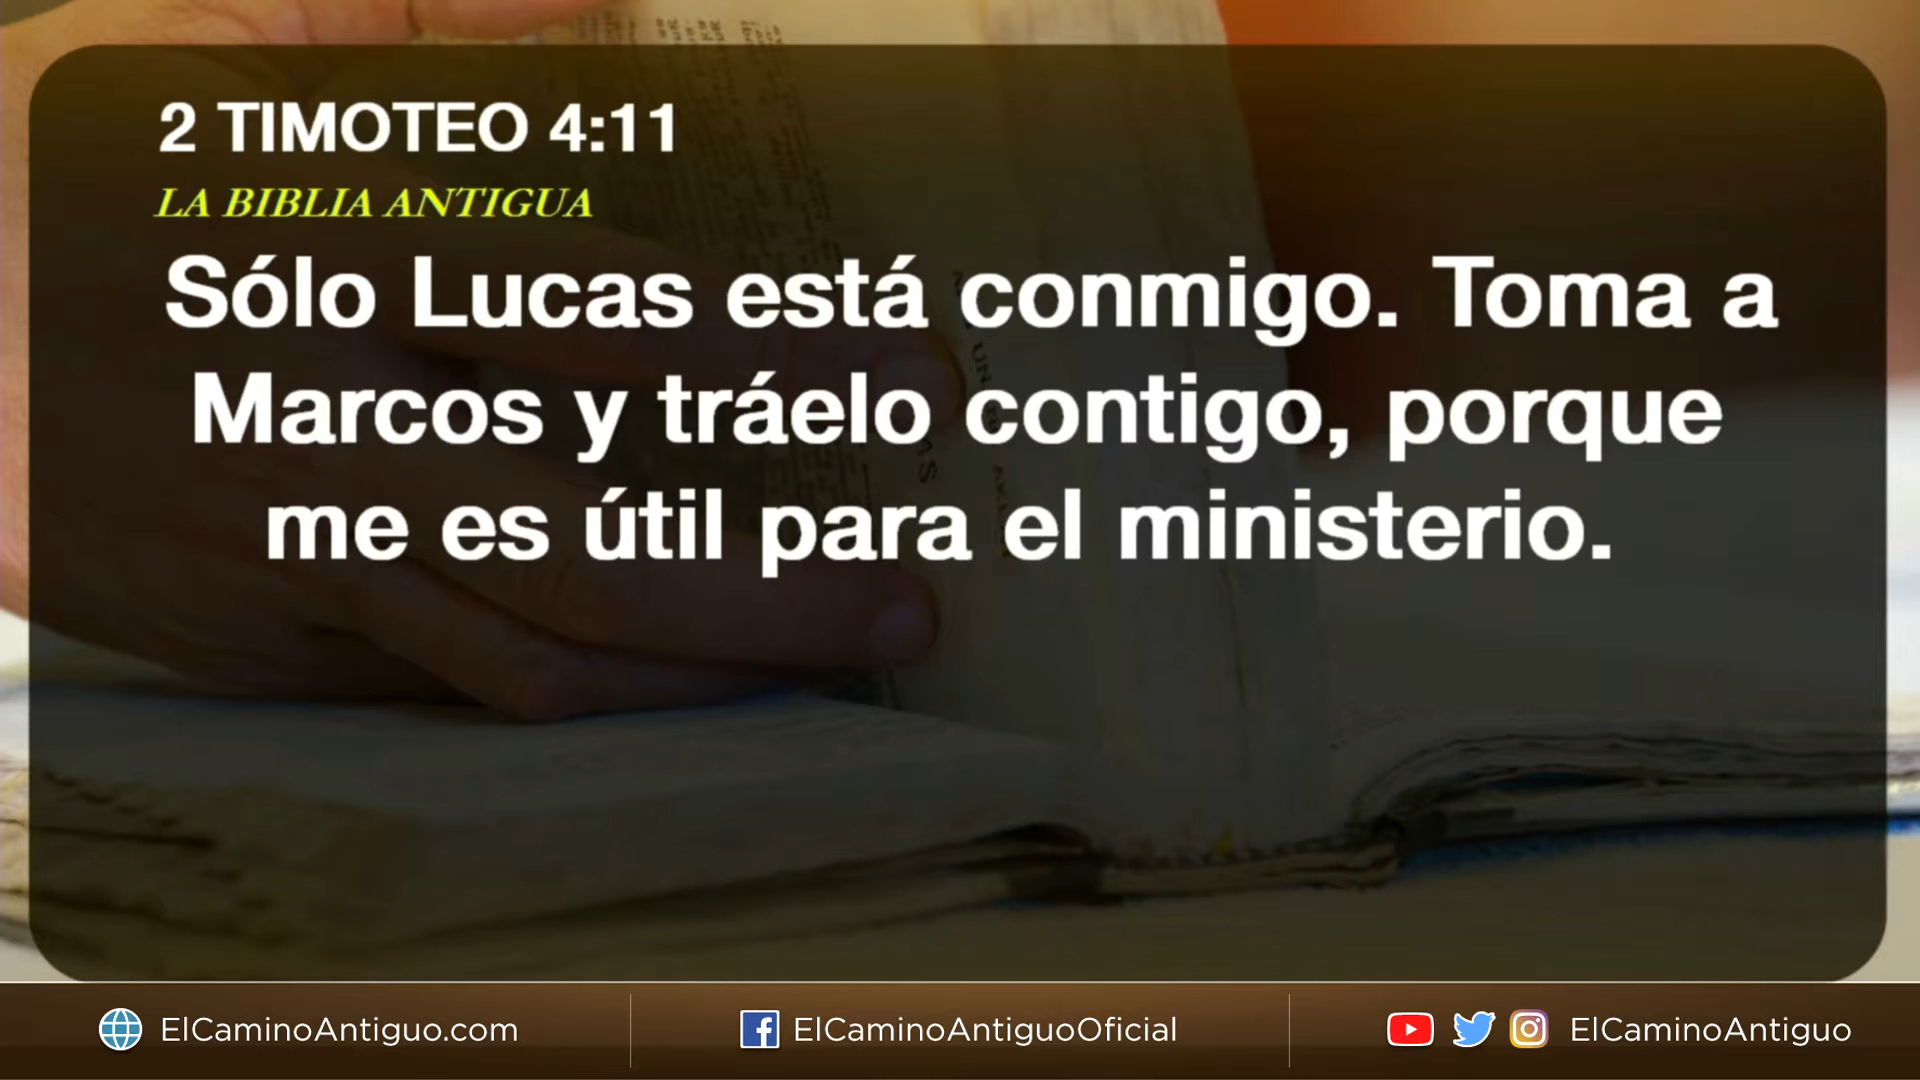 2 TIMOTEO 4:11
LA BIBLIA ANTIGUA
Sólo Lucas está conmigo. Toma a
Marcos y tráelo contigo, porque
me es útil para el ministerio.
ElCaminoAntiguo.com
ElCaminoAntiguoOficial
ElCaminoAntiguo